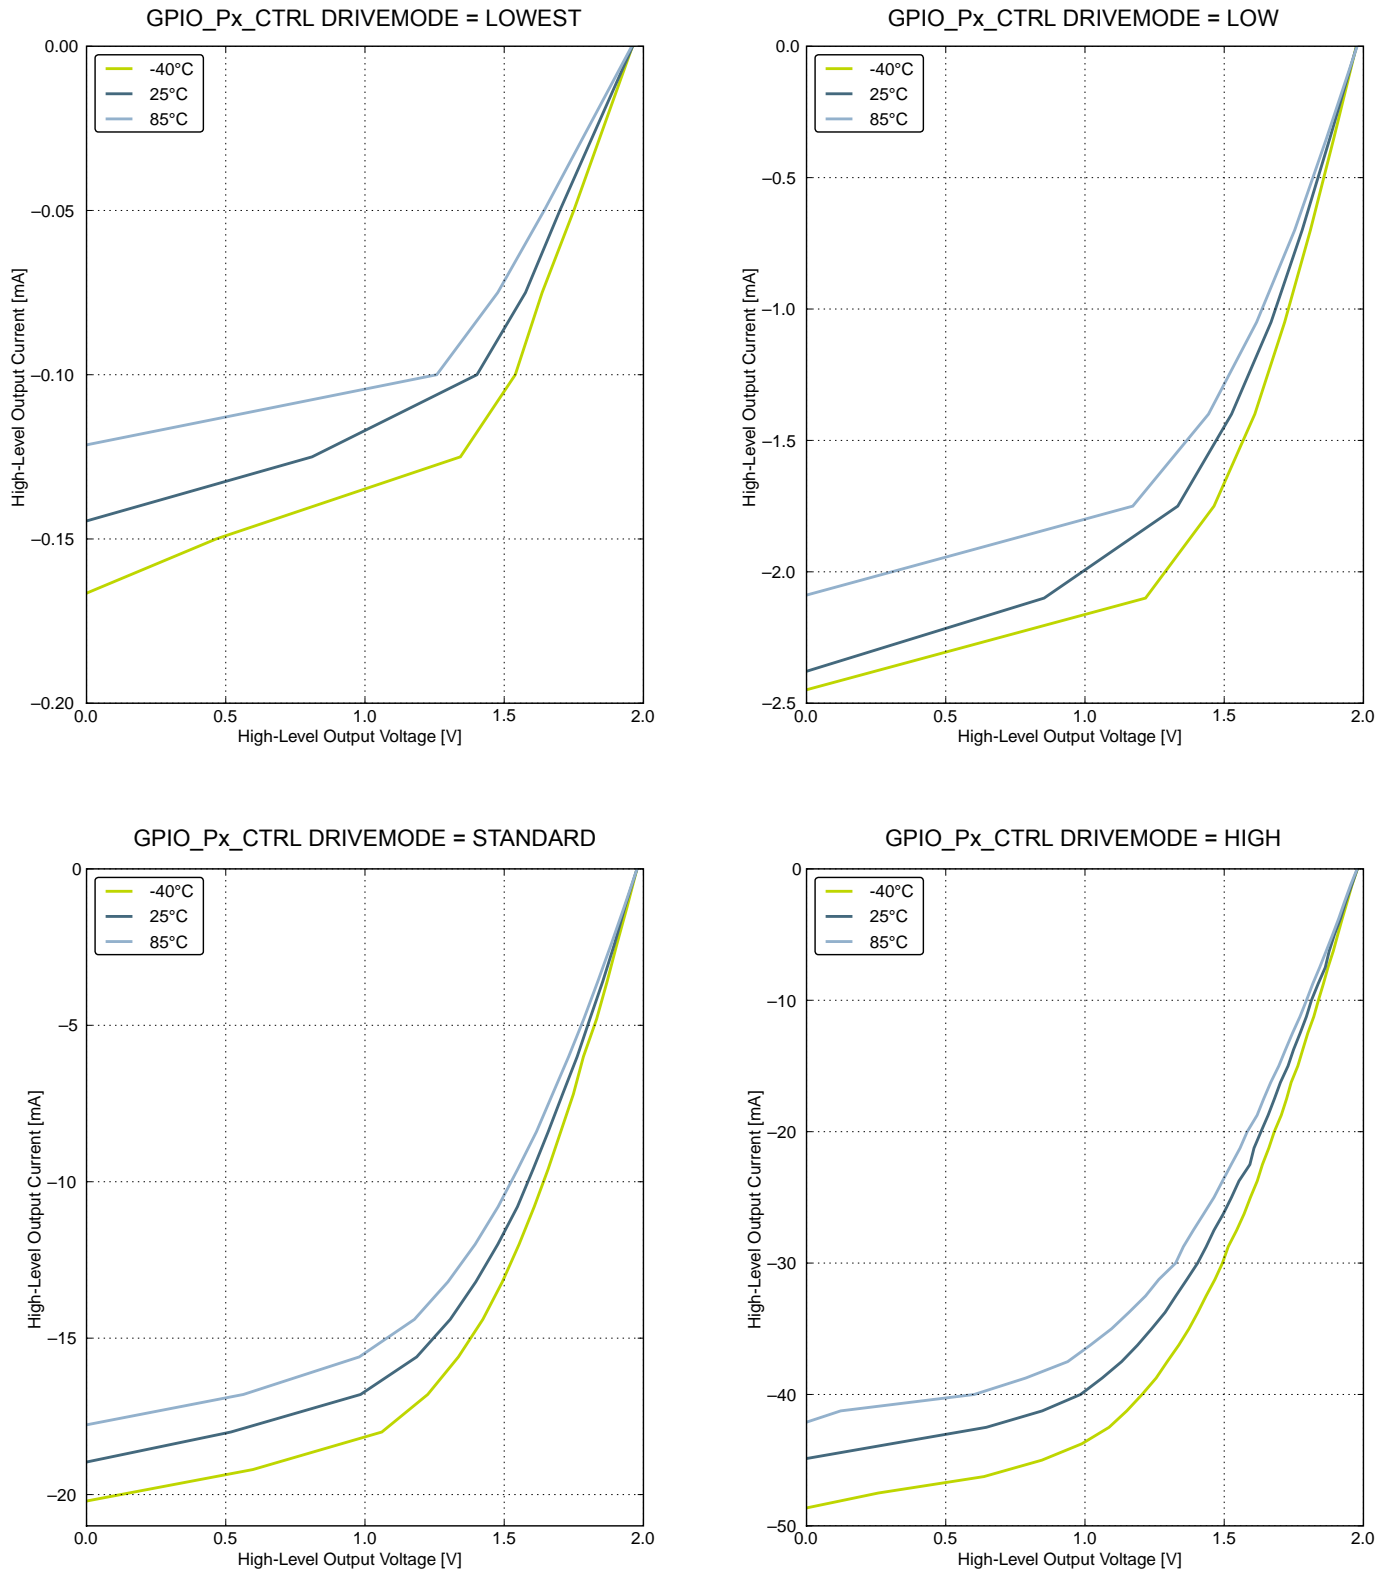 GPIO_Px_CTRL DRIVEMODE = LOWEST
0.00
–0.05
–0.10
–0.15
–0.20
High-Level Output Current [mA]
-40°C
25°C
85°C
0.0 0.5 1.0 1.5 2.0
High-Level Output Voltage [V]
GPIO_Px_CTRL DRIVEMODE = LOW
0.0
–0.5
–1.0
–1.5
–2.0
–2.5
High-Level Output Current [mA]
-40°C
25°C
85°C
0.0 0.5 1.0 1.5 2.0
High-Level Output Voltage [V]
GPIO_Px_CTRL DRIVEMODE = STANDARD
0
–5
–10
–15
–20
High-Level Output Current [mA]
-40°C
25°C
85°C
0.0 0.5 1.0 1.5 2.0
High-Level Output Voltage [V]
GPIO_Px_CTRL DRIVEMODE = HIGH
0
–10
–20
–30
–40
–50
High-Level Output Current [mA]
-40°C
25°C
85°C
0.0 0.5 1.0 1.5 2.0
High-Level Output Voltage [V]